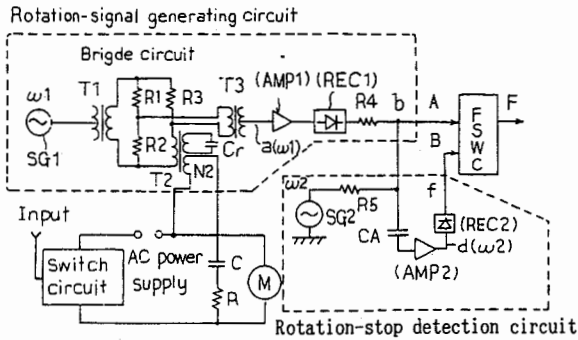 Rotation-signal generating circuit
Brigde circuit
T1
R1
R3
T3
(AMP1)
(REC1)
ω1
R4
b
A
F
SG1
R2
Cr
a(ω1)
B
F S W C
T2
N2
ω2
R5
f
Input
SG2
(REC2)
AC power supply
CA
d(ω2)
Switch circuit
C
(AMP2)
R
M
Rotation-stop detection circuit